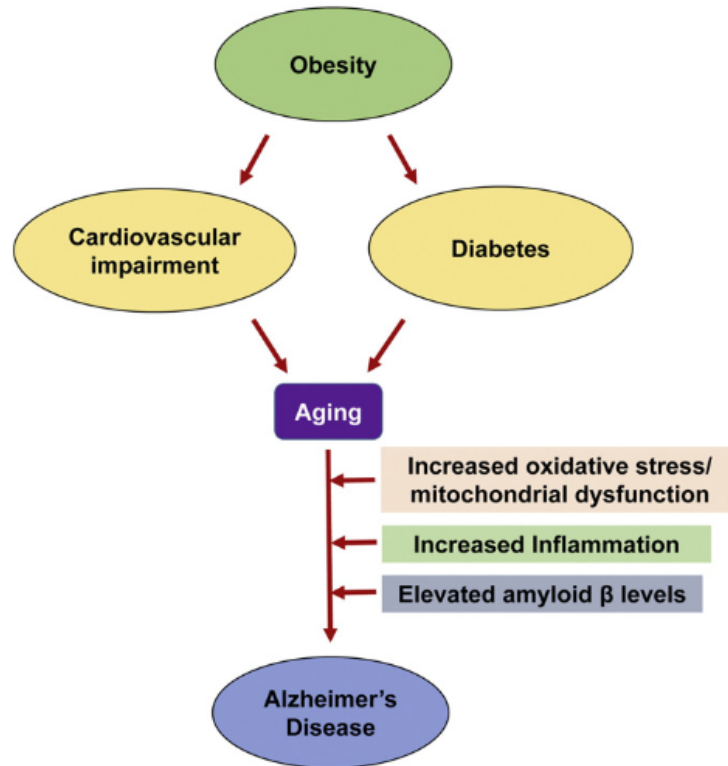 Obesity
Cardiovascular
impairment
Diabetes
Aging
Increased oxidative stress/
mitochondrial dysfunction
Increased Inflammation
Elevated amyloid β levels
Alzheimer’s
Disease